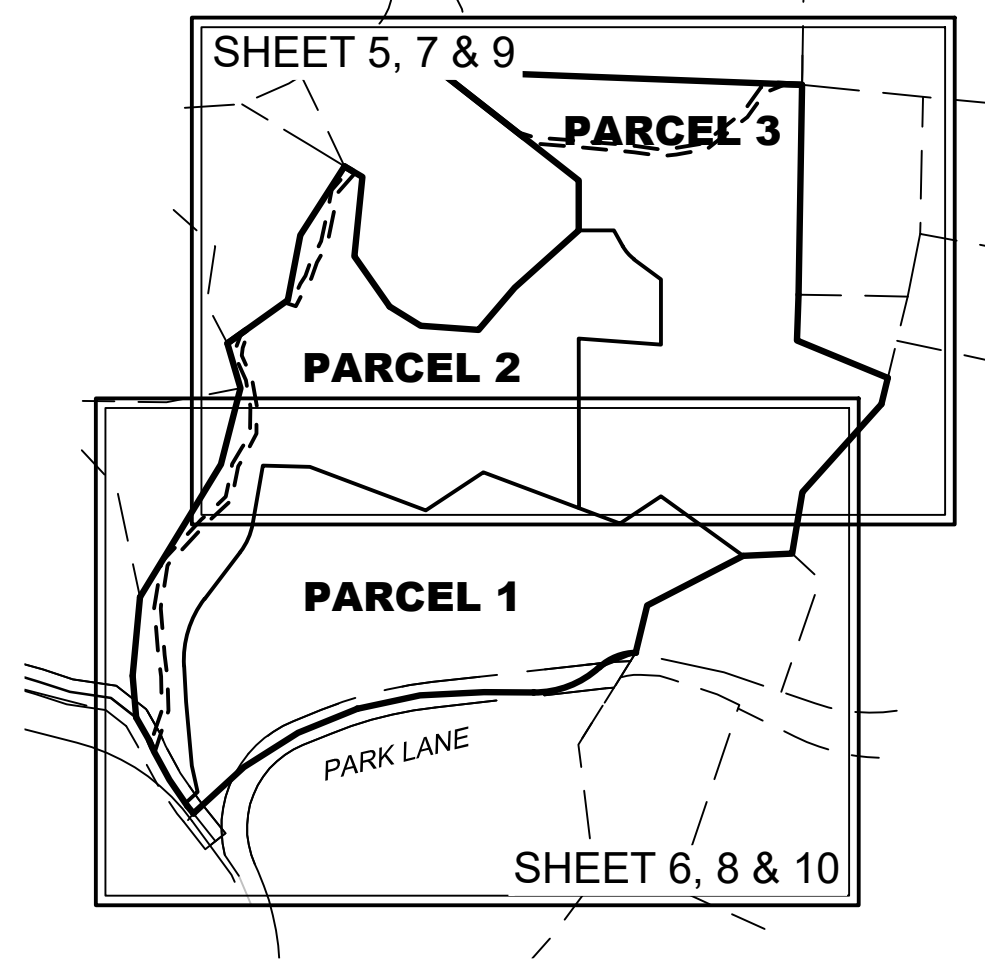 SHEET 5, 7 & 9
PARCEL 3
PARCEL 2
PARCEL 1
PARK LANE
SHEET 6, 8 & 10